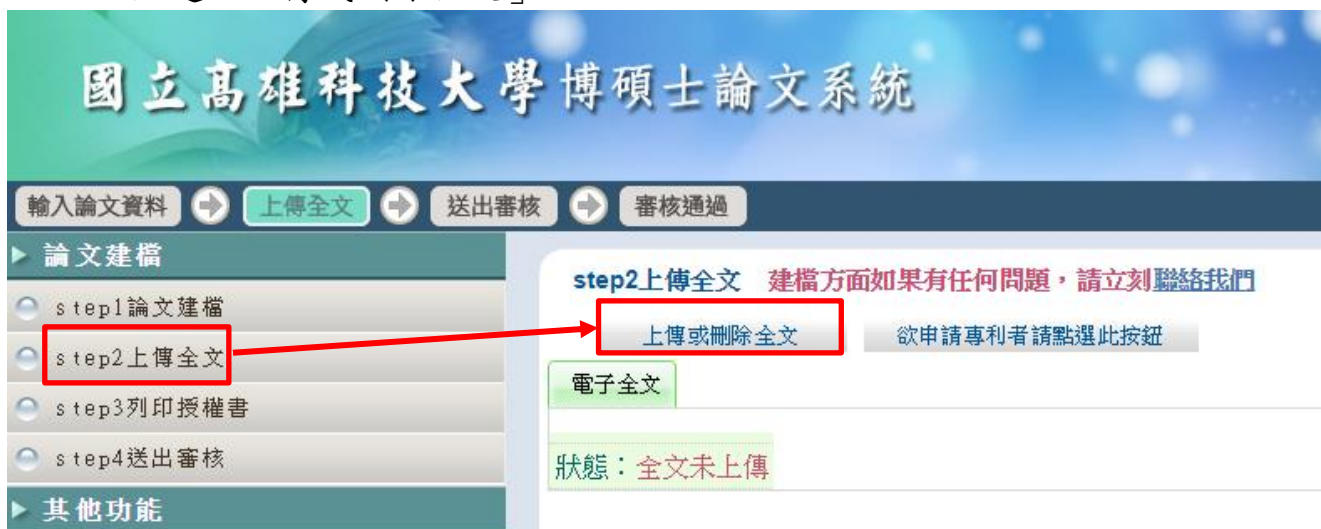 國立高雄科技大學博碩士論文系統
輸入論文資料 上傳全文 送出審核 審核通過
論文建檔
step1論文建檔
step2上傳全文
step3列印授權書
step4送出審核
其他功能
step2上傳全文 建檔方面如果有任何問題，請立刻聯絡我們
上傳或刪除全文 欲申請專利者請點選此按鈕
電子全文
狀態：全文未上傳